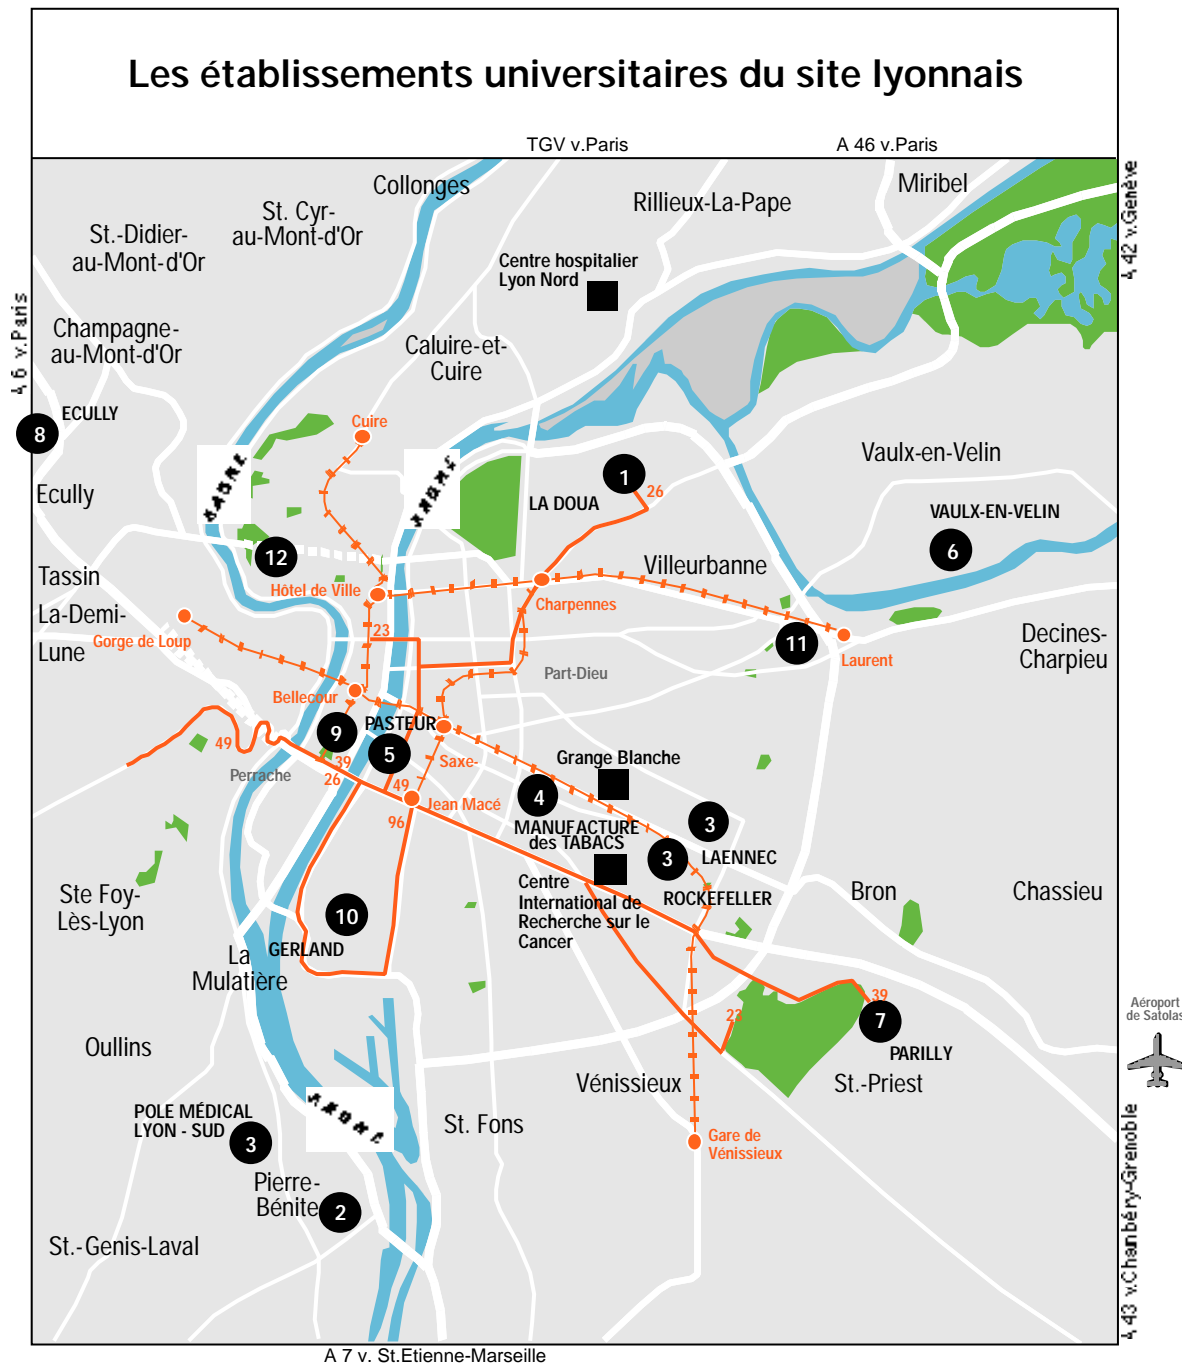 Les établissements universitaires du site lyonnais
TGV v.Paris
A 46 v.Paris
A 42 v.Genève
A 6 v.Paris
Collonges
Miribel
Rillieux-La-Pape
St. Cyr-
au-Mont-d'Or
St.-Didier-
au-Mont-d'Or
Centre hospitalier
Lyon Nord
Champagne-
au-Mont-d'Or
Caluire-et-
Cuire
ECULLY
8
Cuire
Vaulx-en-Velin
SAONE
RHONE
1
26
LA DOUA
Ecully
VAULX-EN-VELIN
6
12
Villeurbanne
Tassin
La-Demi-
Lune
Hôtel de Ville
Charpennes
Gorge de Loup
23
11
Laurent
Decines-
Charpieu
Part-Dieu
Bellecour
9
PASTEUR
5
49
39
26
Perrache
Saxe-
Grange Blanche
49
Jean Macé
96
4
MANUFACTURE
des TABACS
3
LAENNEC
3
ROCKEFELLER
Centre
International de
Recherche sur le
Cancer
Bron
Chassieu
Ste Foy-
Lès-Lyon
10
GERLAND
La
Mulatière
39
23
7
PARILLY
Aéroport
de Satolas
Oullins
Vénissieux
St.-Priest
RHONE
St. Fons
POLE MÉDICAL
LYON - SUD
3
Gare de
Vénissieux
Pierre-
Bénite
2
St.-Genis-Laval
A 43 v.Chambéry-Grenoble
A 7 v. St.Etienne-Marseille